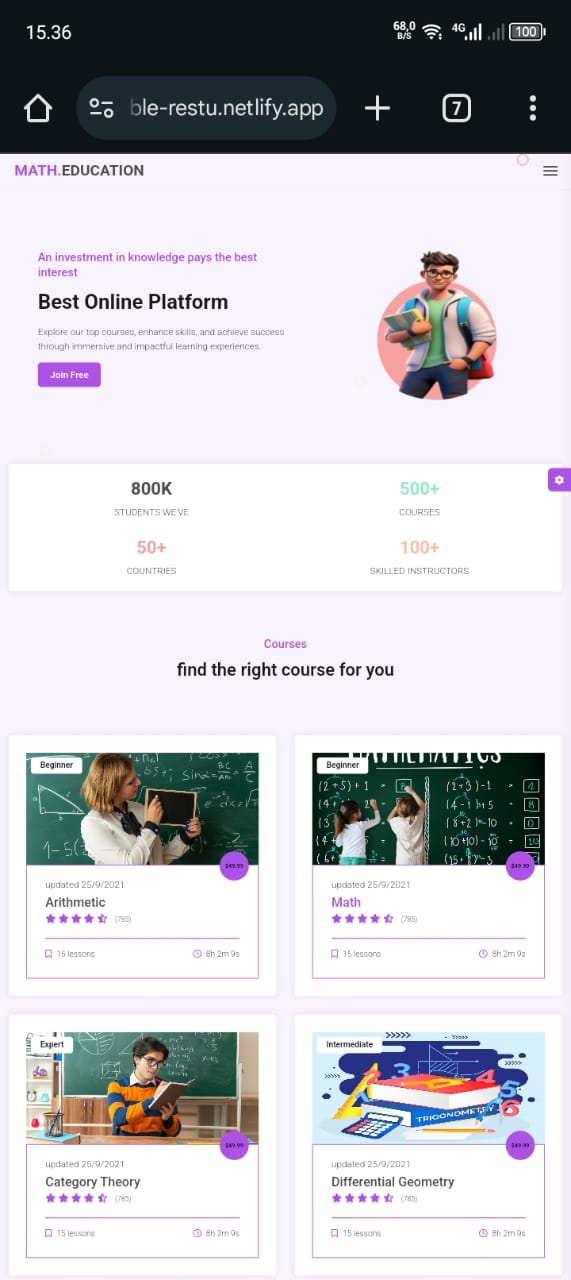 15.36
68,0
B/S
4G
100
ble-restu.netlify.app
7
MATH.EDUCATION
An investment in knowledge pays the best
interest
Best Online Platform
Explore our top courses, enhance skills, and achieve success
through immersive and impactful learning experiences.
Join Free
800K
STUDENTS WE'VE
500+
COURSES
50+
COUNTRIES
100+
SKILLED INSTRUCTORS
Courses
find the right course for you
Beginner
$49.99
updated 25/9/2021
Arithmetic
(785)
15 lessons
8h 2m 9s
MATHEMATICS
Beginner
$49.99
updated 25/9/2021
Math
(785)
15 lessons
8h 2m 9s
Expert
$49.99
updated 25/9/2021
Category Theory
(785)
15 lessons
8h 2m 9s
Intermediate
TRIGONOMETRY
$49.99
updated 25/9/2021
Differential Geometry
(785)
15 lessons
8h 2m 9s